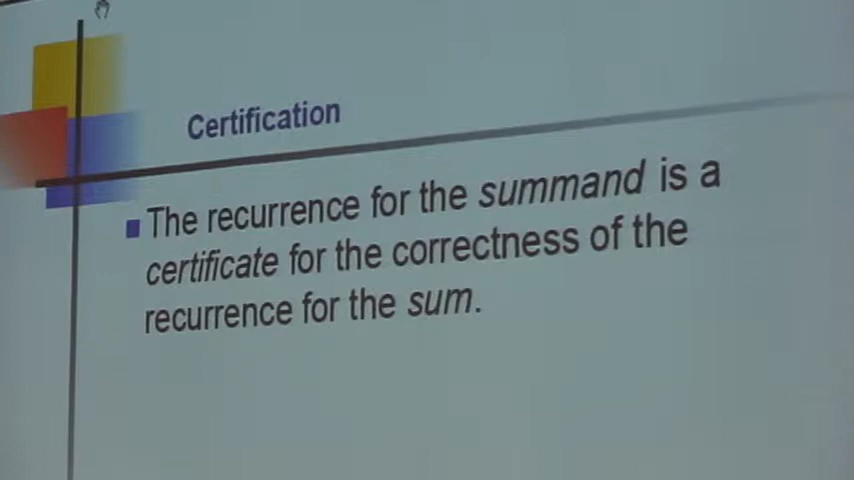 Certification
The recurrence for the summand is a
certificate for the correctness of the
recurrence for the sum.